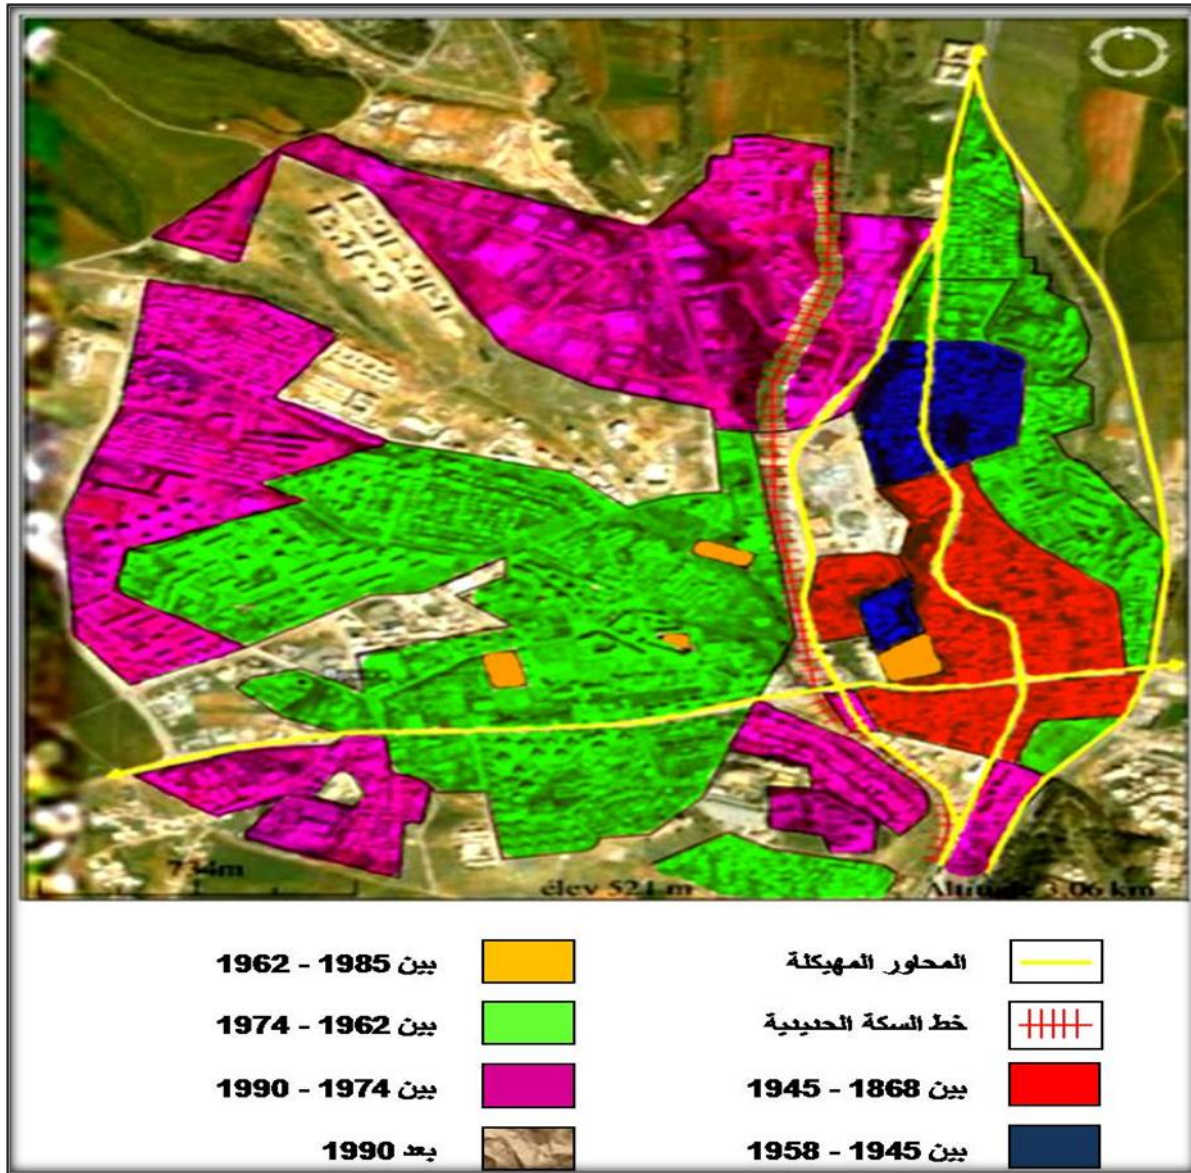 734m
élev 521 m
Altitude 3.06 km
المحاور المهيكلة
خط السكة الحديدية
بين 1868 - 1945
بين 1945 - 1958
بين 1985 - 1962
بين 1962 - 1974
بين 1974 - 1990
بعد 1990